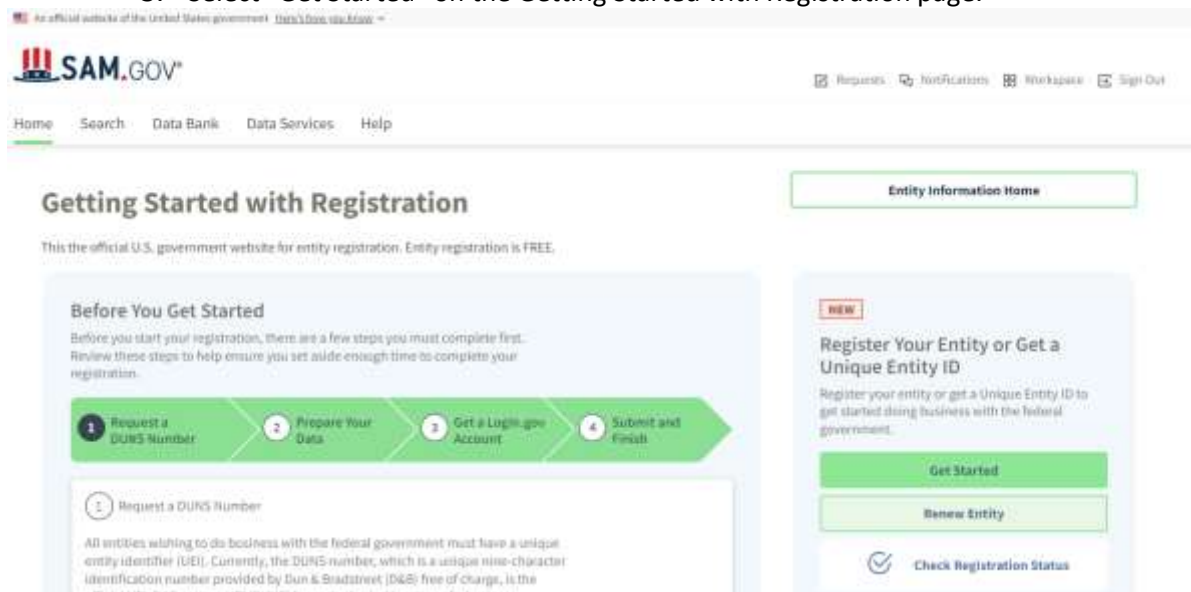 Select "Get Started" on the Getting Started with Registration page.
An official website of the United States government Here's how you know
SAM.GOV®
Requests Notifications Workspace Sign Out
Home Search Data Bank Data Services Help
Getting Started with Registration
Entity Information Home
This the official U.S. government website for entity registration. Entity registration is FREE.
Before You Get Started
Before you start your registration, there are a few steps you must complete first.
Review these steps to help ensure you set aside enough time to complete your
registration.
1 Request a
DUNS Number
2 Prepare Your
Data
3 Get a Login.gov
Account
4 Submit and
Finish
1 Request a DUNS Number
All entities wishing to do business with the federal government must have a unique
entity identifier (UEI). Currently, the DUNS number, which is a unique nine-character
identification number provided by Dun & Bradstreet (D&B) free of charge, is the
NEW
Register Your Entity or Get a
Unique Entity ID
Register your entity or get a Unique Entity ID to
get started doing business with the federal
government.
Get Started
Renew Entity
Check Registration Status